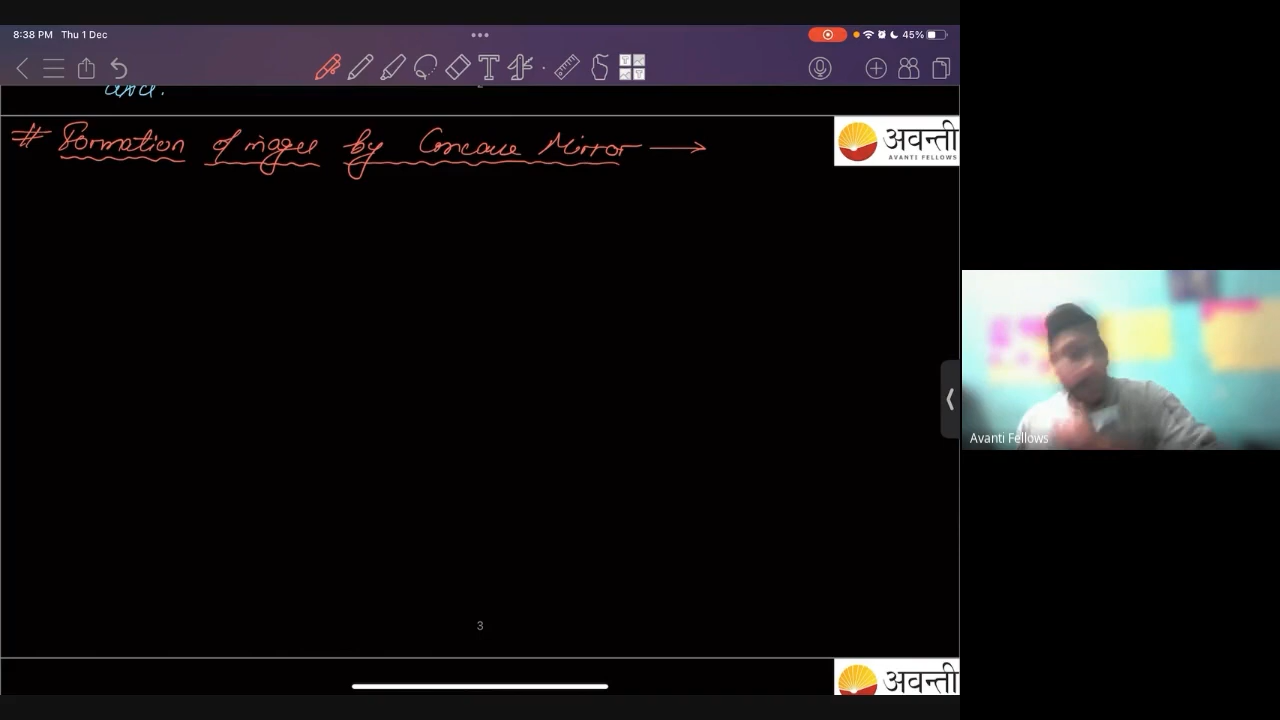 8:38 PM Thu 1 Dec
45%
# Formation of images by Concave Mirror →
अवन्ती
AVANTI FELLOWS
Avanti Fellows
3
अवन्ती